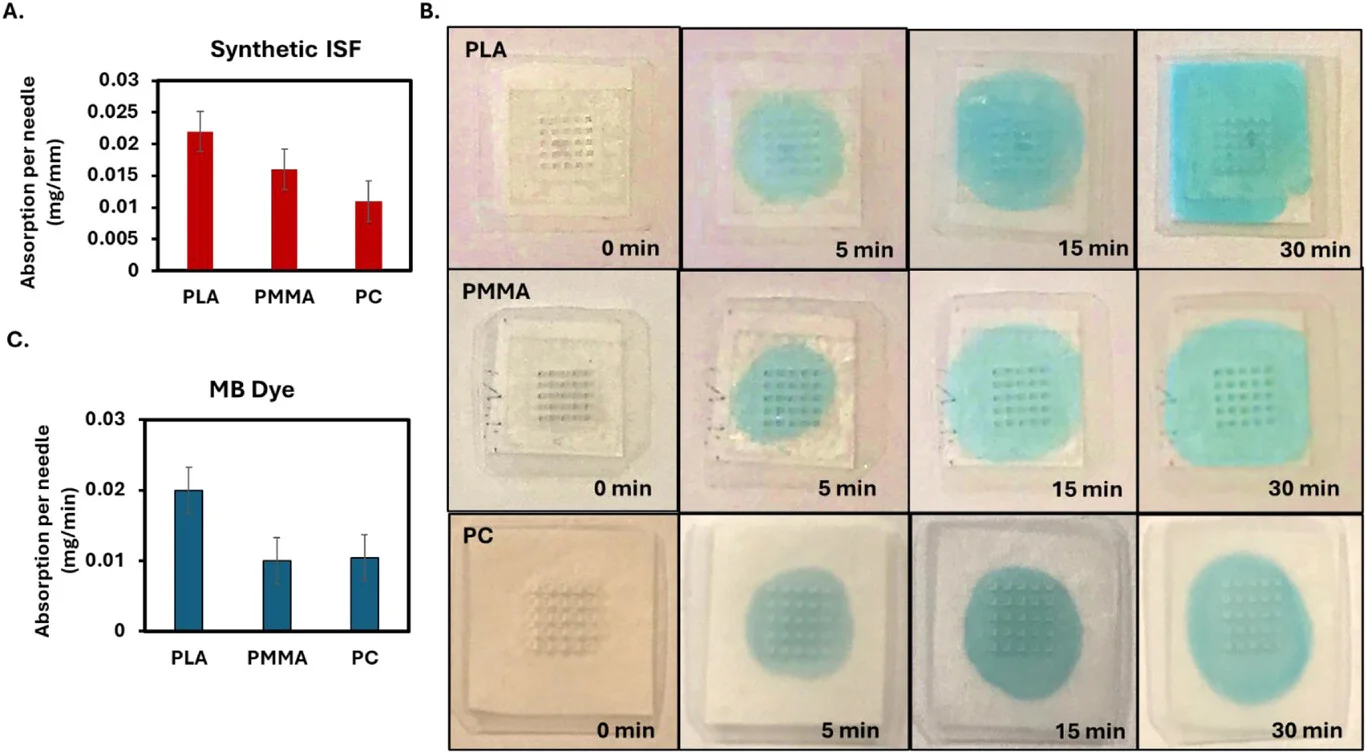 A.
Synthetic ISF
Absorption per needle
(mg/mm)
0.03
0.025
0.02
0.015
0.01
0.005
0
PLA PMMA PC
B.
PLA
0 min
5 min
15 min
30 min
PMMA
0 min
5 min
15 min
30 min
PC
0 min
5 min
15 min
30 min
C.
MB Dye
Absorption per needle
(mg/min)
0.03
0.02
0.01
0
PLA PMMA PC